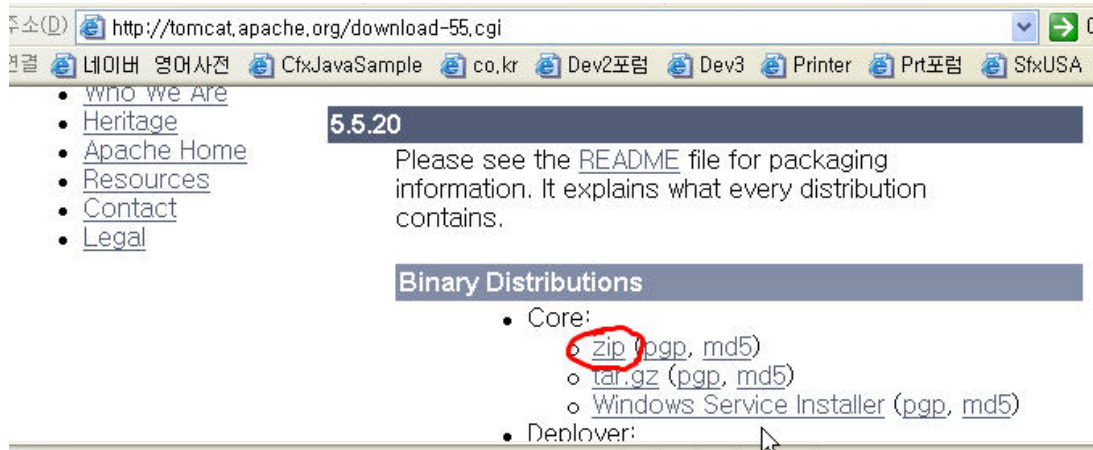 주소(D) http://tomcat.apache.org/download-55.cgi
연결 네이버 영어사전 CfxJavaSample co.kr Dev2포럼 Dev3 Printer Prt포럼 SfxUSA
Who We Are
Heritage
Apache Home
Resources
Contact
Legal
5.5.20
Please see the README file for packaging
information. It explains what every distribution
contains.
Binary Distributions
Core:
zip (pgp, md5)
tar.gz (pgp, md5)
Windows Service Installer (pgp, md5)
Deployer: